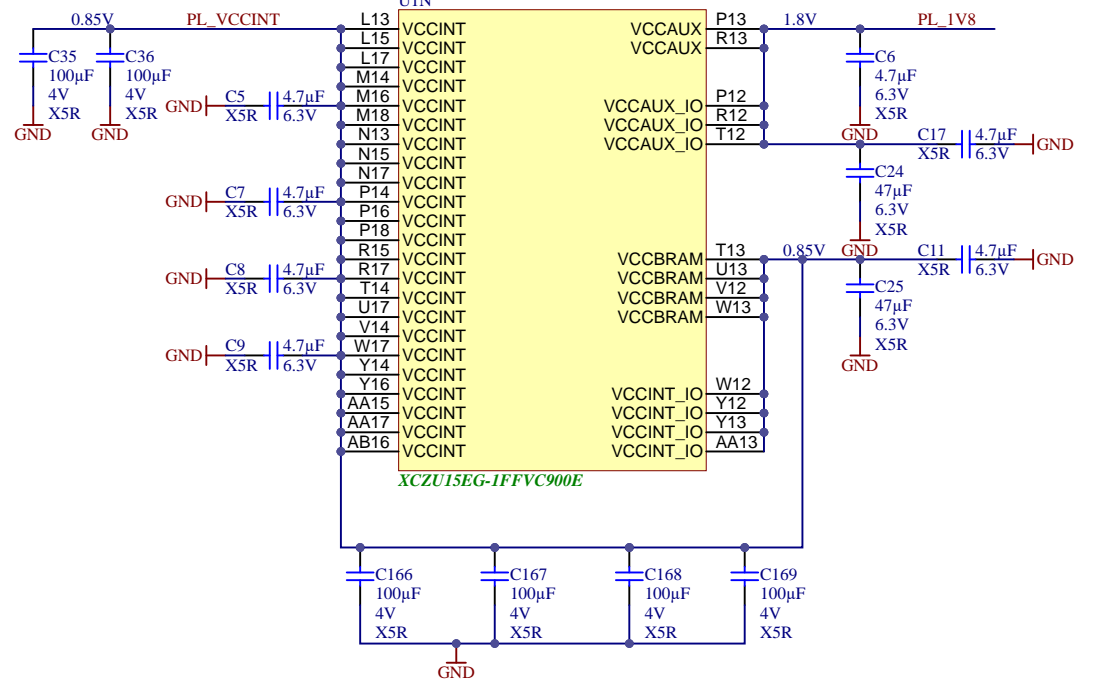 U1N
0.85V PL_VCCINT
C35
100µF
4V
X5R
GND
C36
100µF
4V
X5R
GND
GND C5 4.7µF
X5R 6.3V
GND C7 4.7µF
X5R 6.3V
GND C8 4.7µF
X5R 6.3V
GND C9 4.7µF
X5R 6.3V
L13 VCCINT
L15 VCCINT
L17 VCCINT
M14 VCCINT
M16 VCCINT
M18 VCCINT
N13 VCCINT
N15 VCCINT
N17 VCCINT
P14 VCCINT
P16 VCCINT
P18 VCCINT
R15 VCCINT
R17 VCCINT
T14 VCCINT
U17 VCCINT
V14 VCCINT
W17 VCCINT
Y14 VCCINT
Y16 VCCINT
AA15 VCCINT
AA17 VCCINT
AB16 VCCINT
VCCAUX P13
VCCAUX R13
VCCAUX_IO P12
VCCAUX_IO R12
VCCAUX_IO T12
VCCBRAM T13
VCCBRAM U13
VCCBRAM V12
VCCBRAM W13
VCCINT_IO W12
VCCINT_IO Y12
VCCINT_IO Y13
VCCINT_IO AA13
XCZU15EG-1FFVC900E
1.8V PL_1V8
C6
4.7µF
6.3V
X5R
GND
C17 4.7µF GND
X5R 6.3V
C24
47µF
6.3V
X5R
GND
0.85V
C11 4.7µF GND
X5R 6.3V
C25
47µF
6.3V
X5R
GND
C166
100µF
4V
X5R
C167
100µF
4V
X5R
C168
100µF
4V
X5R
C169
100µF
4V
X5R
GND